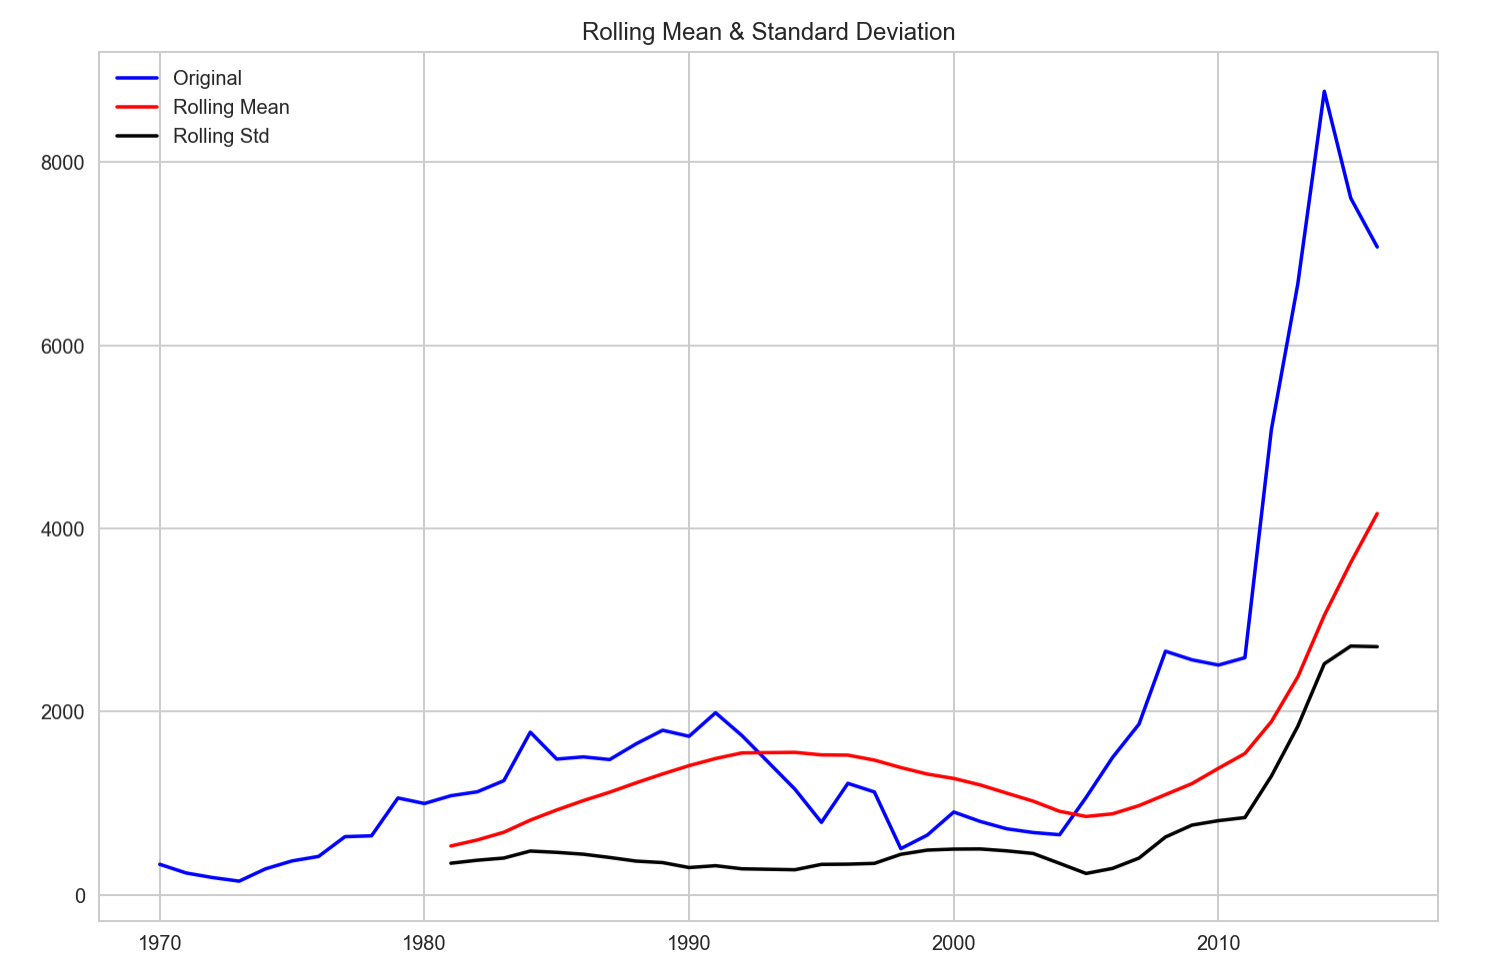 Rolling Mean & Standard Deviation
Original
Rolling Mean
Rolling Std
8000
6000
4000
2000
0
1970 1980 1990 2000 2010